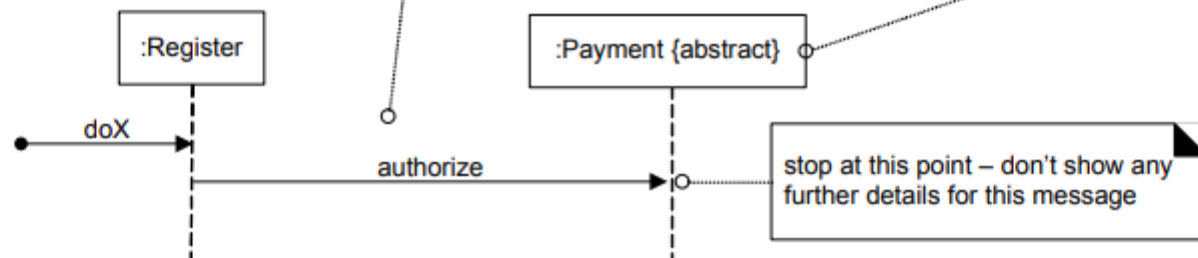 :Register
:Payment {abstract}
doX
authorize
stop at this point – don't show any
further details for this message